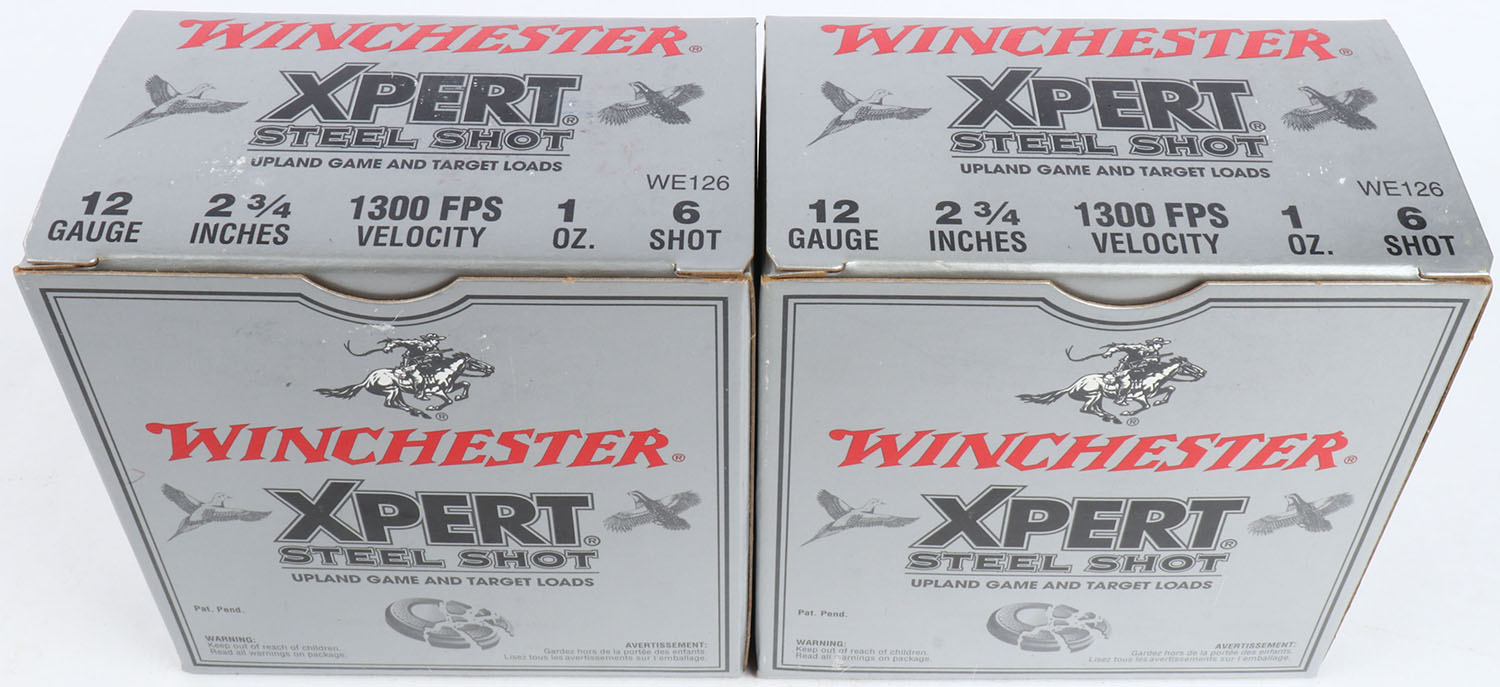 WINCHESTER®
XPERT®
STEEL SHOT
UPLAND GAME AND TARGET LOADS
WE126
12 GAUGE
2 3/4 INCHES
1300 FPS VELOCITY
1 OZ.
6 SHOT
®
WINCHESTER®
XPERT®
STEEL SHOT
UPLAND GAME AND TARGET LOADS
Pat. Pend.
WARNING:
Keep out of reach of children.
Read all warnings on package.
AVERTISSEMENT:
Gardez hors de la portée des enfants.
Lisez tous les avertissements sur l'emballage.
WINCHESTER®
XPERT®
STEEL SHOT
UPLAND GAME AND TARGET LOADS
WE126
12 GAUGE
2 3/4 INCHES
1300 FPS VELOCITY
1 OZ.
6 SHOT
®
WINCHESTER®
XPERT®
STEEL SHOT
UPLAND GAME AND TARGET LOADS
Pat. Pend.
WARNING:
Keep out of reach of children.
Read all warnings on package.
AVERTISSEMENT:
Gardez hors de la portée des enfants.
Lisez tous les avertissements sur l'emballage.